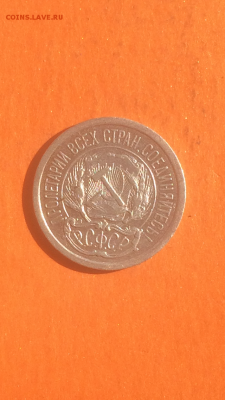 COINS.LAVE.RU
ПРОЛЕТАРИИ ВСЕХ СТРАН, СОЕДИНЯЙТЕСЬ!
Р.С.Ф.С.Р.